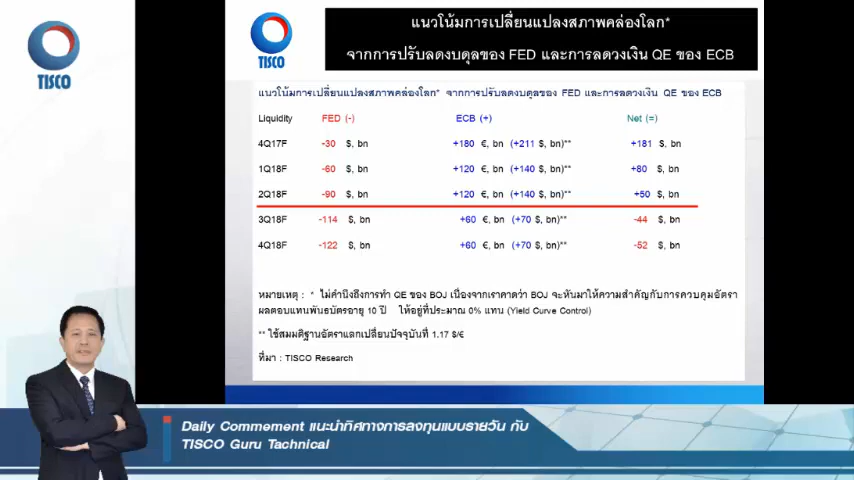 TISCO
TISCO
แนวโน้มการเปลี่ยนแปลงสภาพคล่องโลก*
จากการปรับลดงบดุลของ FED และการลดวงเงิน QE ของ ECB
แนวโน้มการเปลี่ยนแปลงสภาพคล่องโลก* จากการปรับลดงบดุลของ FED และการลดวงเงิน QE ของ ECB
Liquidity FED (-) ECB (+) Net (=)
4Q17F -30 $, bn +180 €, bn (+211 $, bn)** +181 $, bn
1Q18F -60 $, bn +120 €, bn (+140 $, bn)** +80 $, bn
2Q18F -90 $, bn +120 €, bn (+140 $, bn)** +50 $, bn
3Q18F -114 $, bn +60 €, bn (+70 $, bn)** -44 $, bn
4Q18F -122 $, bn +60 €, bn (+70 $, bn)** -52 $, bn
หมายเหตุ : * ไม่คำนึงถึงการทำ QE ของ BOJ เนื่องจากเราคาดว่า BOJ จะหันมาให้ความสำคัญกับการควบคุมอัตรา
ผลตอบแทนพันธบัตรอายุ 10 ปี ให้อยู่ที่ประมาณ 0% แทน (Yield Curve Control)
** ใช้สมมติฐานอัตราแลกเปลี่ยนปัจจุบันที่ 1.17 $/€
ที่มา : TISCO Research
Daily Commement แนะนำทิศทางการลงทุนแบบรายวัน กับ
TISCO Guru Tachnical